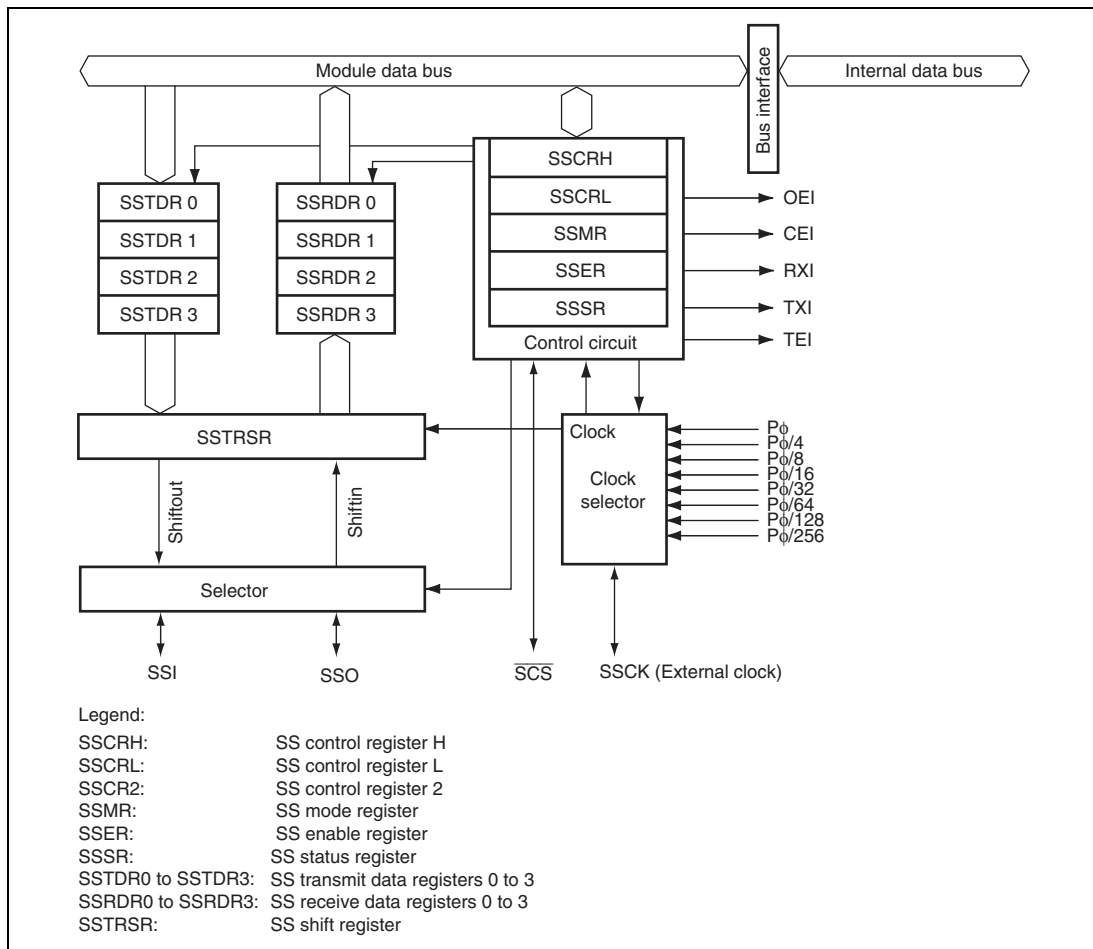 Module data bus
Bus interface
Internal data bus
SSTDR 0
SSTDR 1
SSTDR 2
SSTDR 3
SSRDR 0
SSRDR 1
SSRDR 2
SSRDR 3
SSCRH
SSCRL
SSMR
SSER
SSSR
Control circuit
OEI
CEI
RXI
TXI
TEI
SSTRSR
Clock
Clock
selector
Pϕ
Pϕ/4
Pϕ/8
Pϕ/16
Pϕ/32
Pϕ/64
Pϕ/128
Pϕ/256
Shiftout
Shiftin
Selector
SSI
SSO
S̅C̅S̅
SSCK (External clock)
Legend:
SSCRH: SS control register H
SSCRL: SS control register L
SSCR2: SS control register 2
SSMR: SS mode register
SSER: SS enable register
SSSR: SS status register
SSTDR0 to SSTDR3: SS transmit data registers 0 to 3
SSRDR0 to SSRDR3: SS receive data registers 0 to 3
SSTRSR: SS shift register